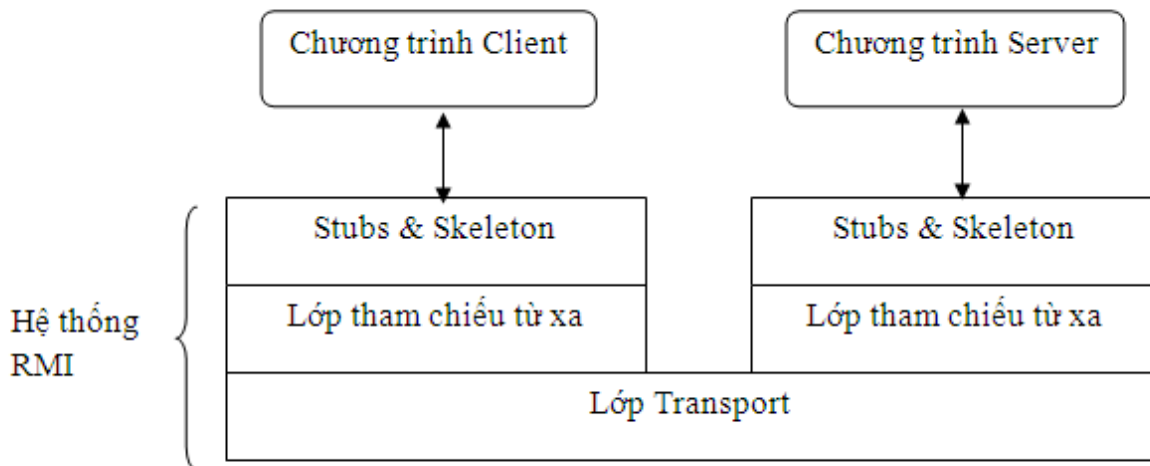 Chương trình Client
Chương trình Server
Stubs & Skeleton
Stubs & Skeleton
Lớp tham chiếu từ xa
Lớp tham chiếu từ xa
Hệ thống
RMI
Lớp Transport